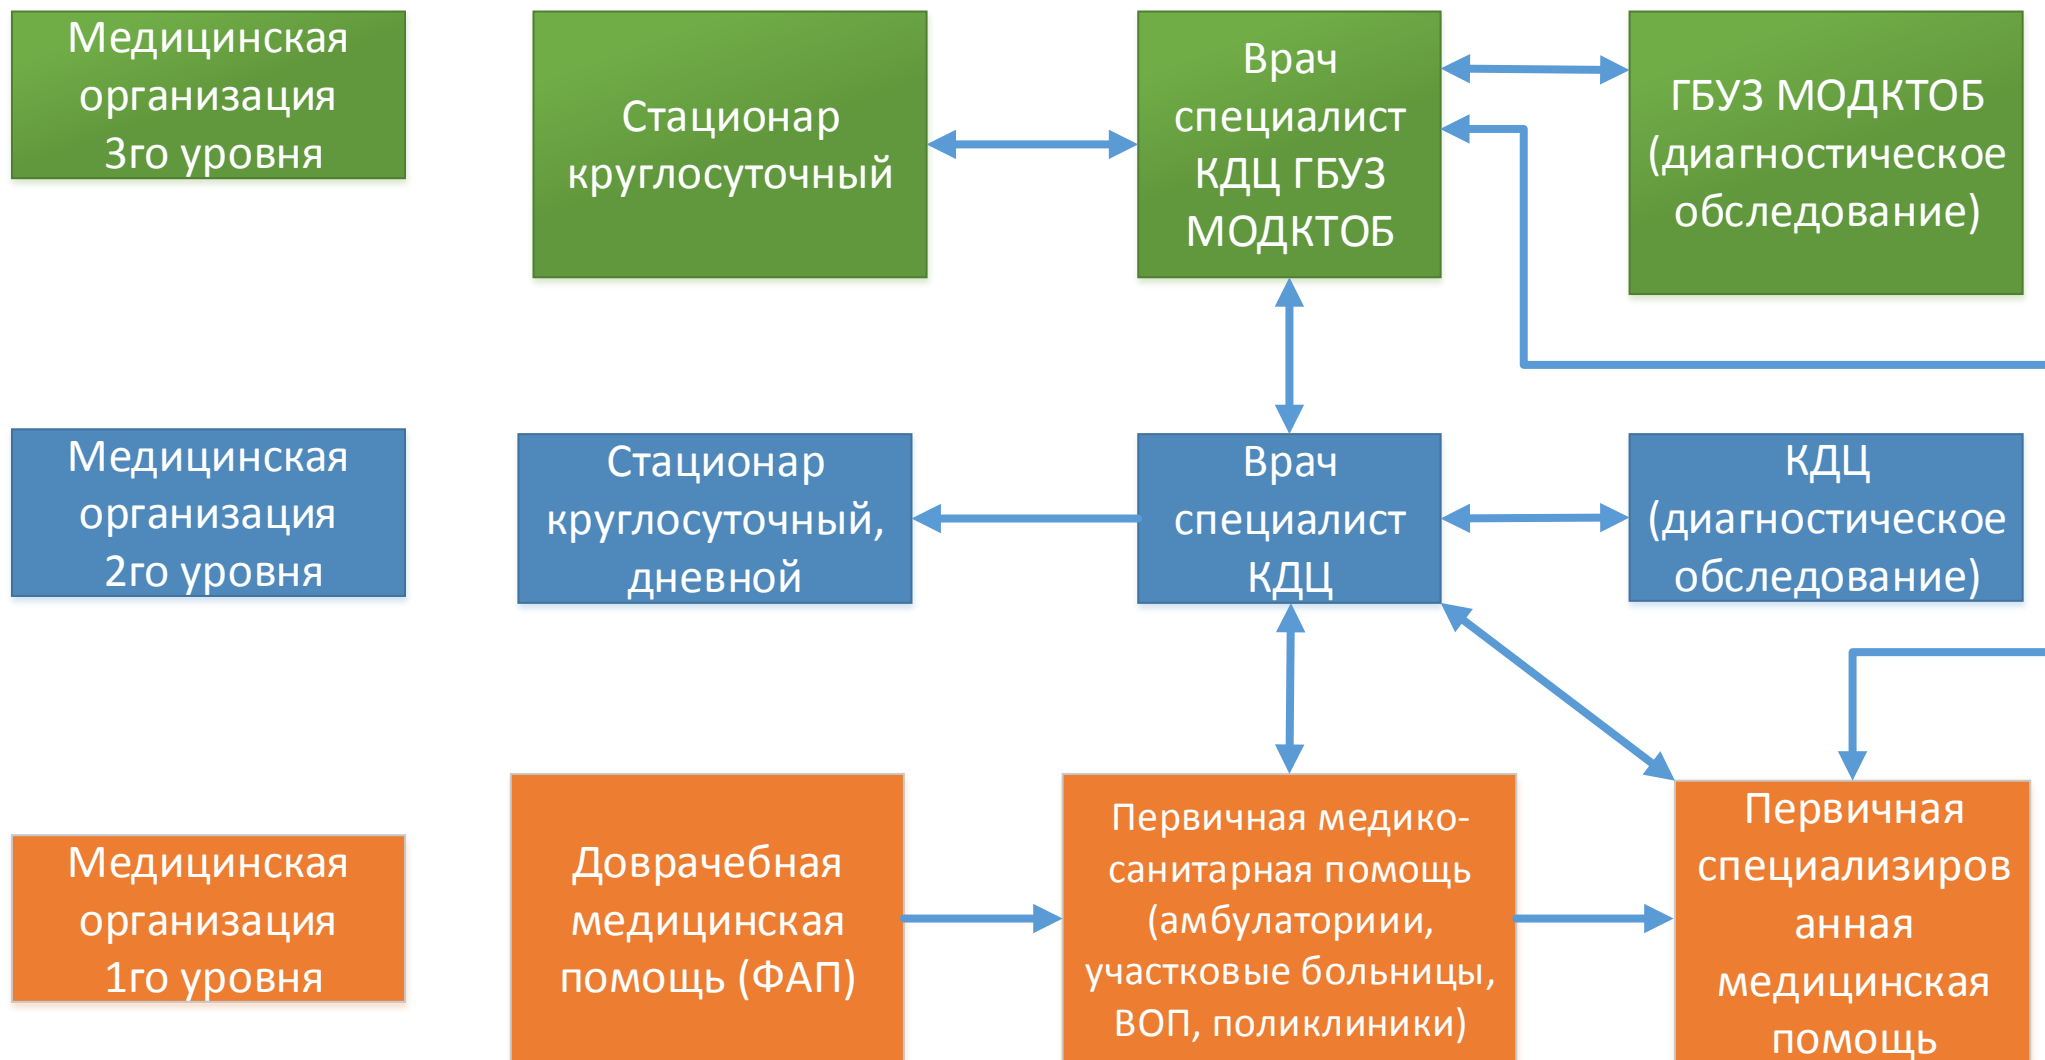 Медицинская
организация
3го уровня
Стационар
круглосуточный
Врач
специалист
КДЦ ГБУЗ
МОДКТОБ
ГБУЗ МОДКТОБ
(диагностическое
обследование)
Медицинская
организация
2го уровня
Стационар
круглосуточный,
дневной
Врач
специалист
КДЦ
КДЦ
(диагностическое
обследование)
Медицинская
организация
1го уровня
Доврачебная
медицинская
помощь (ФАП)
Первичная медико-
санитарная помощь
(амбулаториии,
участковые больницы,
ВОП, поликлиники)
Первичная
специализиров
анная
медицинская
помощь